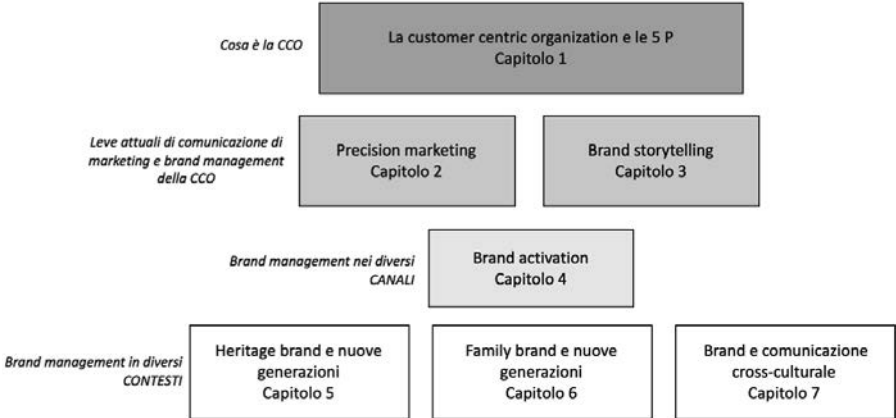 Cosa è la CCO
La customer centric organization e le 5 P
Capitolo 1
Leve attuali di comunicazione di
marketing e brand management
della CCO
Precision marketing
Capitolo 2
Brand storytelling
Capitolo 3
Brand management nei diversi
CANALI
Brand activation
Capitolo 4
Brand management in diversi
CONTESTI
Heritage brand e nuove
generazioni
Capitolo 5
Family brand e nuove
generazioni
Capitolo 6
Brand e comunicazione
cross-culturale
Capitolo 7